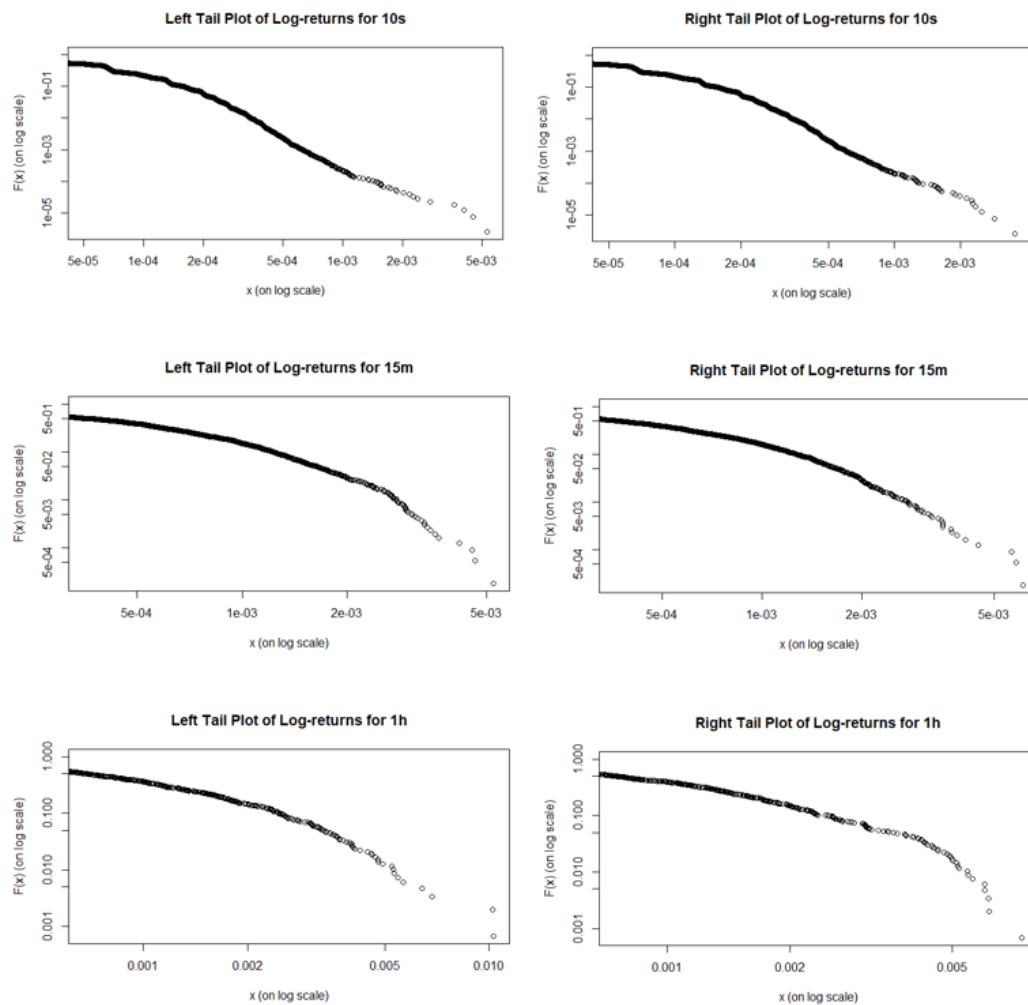 Left Tail Plot of Log-returns for 10s
F(x) (on log scale)
1e-01
1e-03
1e-05
5e-05 1e-04 2e-04 5e-04 1e-03 2e-03 5e-03
x (on log scale)
Right Tail Plot of Log-returns for 10s
F(x) (on log scale)
1e-01
1e-03
1e-05
5e-05 1e-04 2e-04 5e-04 1e-03 2e-03
x (on log scale)
Left Tail Plot of Log-returns for 15m
F(x) (on log scale)
5e-01
5e-02
5e-03
5e-04
5e-04 1e-03 2e-03 5e-03
x (on log scale)
Right Tail Plot of Log-returns for 15m
F(x) (on log scale)
5e-01
5e-02
5e-03
5e-04
5e-04 1e-03 2e-03 5e-03
x (on log scale)
Left Tail Plot of Log-returns for 1h
F(x) (on log scale)
1.000
0.100
0.010
0.001
0.001 0.002 0.005 0.010
x (on log scale)
Right Tail Plot of Log-returns for 1h
F(x) (on log scale)
1.000
0.100
0.010
0.001
0.001 0.002 0.005
x (on log scale)